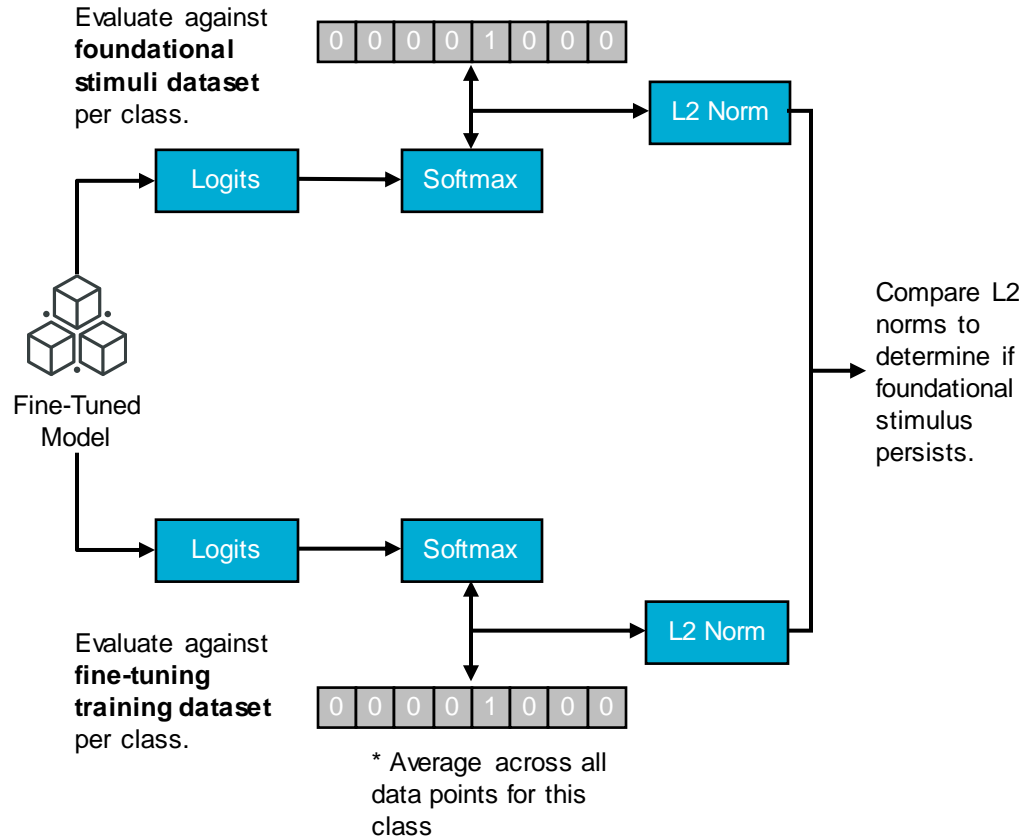 Evaluate against
foundational
stimuli dataset
per class.
0 0 0 0 1 0 0 0
L2 Norm
Logits
Softmax
Fine-Tuned
Model
Compare L2
norms to
determine if
foundational
stimulus
persists.
Logits
Softmax
L2 Norm
Evaluate against
fine-tuning
training dataset
per class.
0 0 0 0 1 0 0 0
* Average across all
data points for this
class